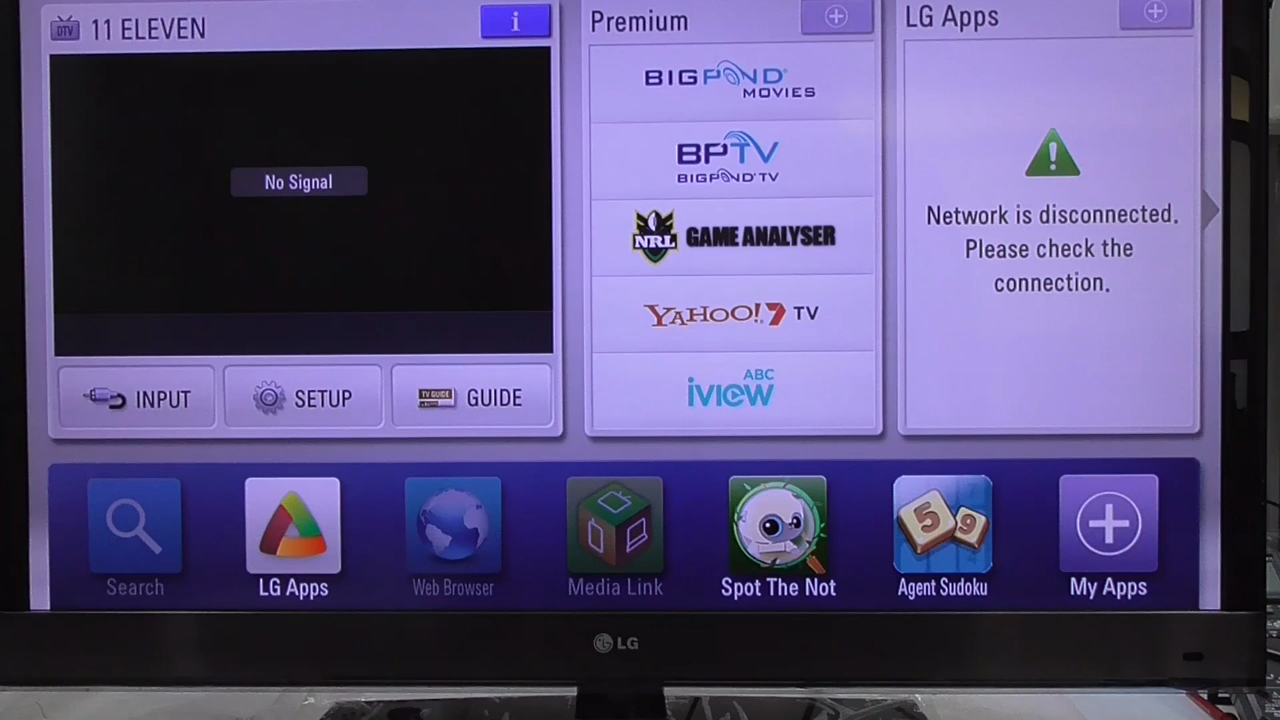 DTV 11 ELEVEN
i
No Signal
INPUT
SETUP
TV GUIDE
GUIDE
Premium
BIGPOND
MOVIES
BPTV
BIGPOND TV
NRL GAME ANALYSER
YAHOO!7 TV
ABC
iview
LG Apps
Network is disconnected.
Please check the
connection.
Search
LG Apps
Web Browser
Media Link
Spot The Not
5 9
Agent Sudoku
My Apps
LG